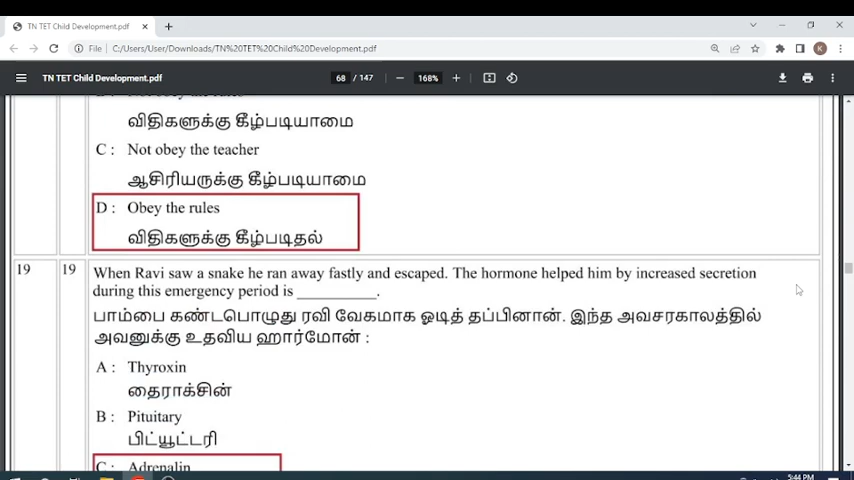 TN TET Child Development.pdf
File C:/Users/User/Downloads/TN%20TET%20Child%20Development.pdf
TN TET Child Development.pdf 68 / 147 168%
விதிகளுக்கு கீழ்படியாமை
C : Not obey the teacher
ஆசிரியருக்கு கீழ்படியாமை
D : Obey the rules
விதிகளுக்கு கீழ்படிதல்
19 19 When Ravi saw a snake he ran away fastly and escaped. The hormone helped him by increased secretion
during this emergency period is __________.
பாம்பை கண்டபொழுது ரவி வேகமாக ஓடித் தப்பினான். இந்த அவசரகாலத்தில்
அவனுக்கு உதவிய ஹார்மோன் :
A : Thyroxin
தைராக்சின்
B : Pituitary
பிட்யூட்டரி
C : Adrenalin
5:44 PM